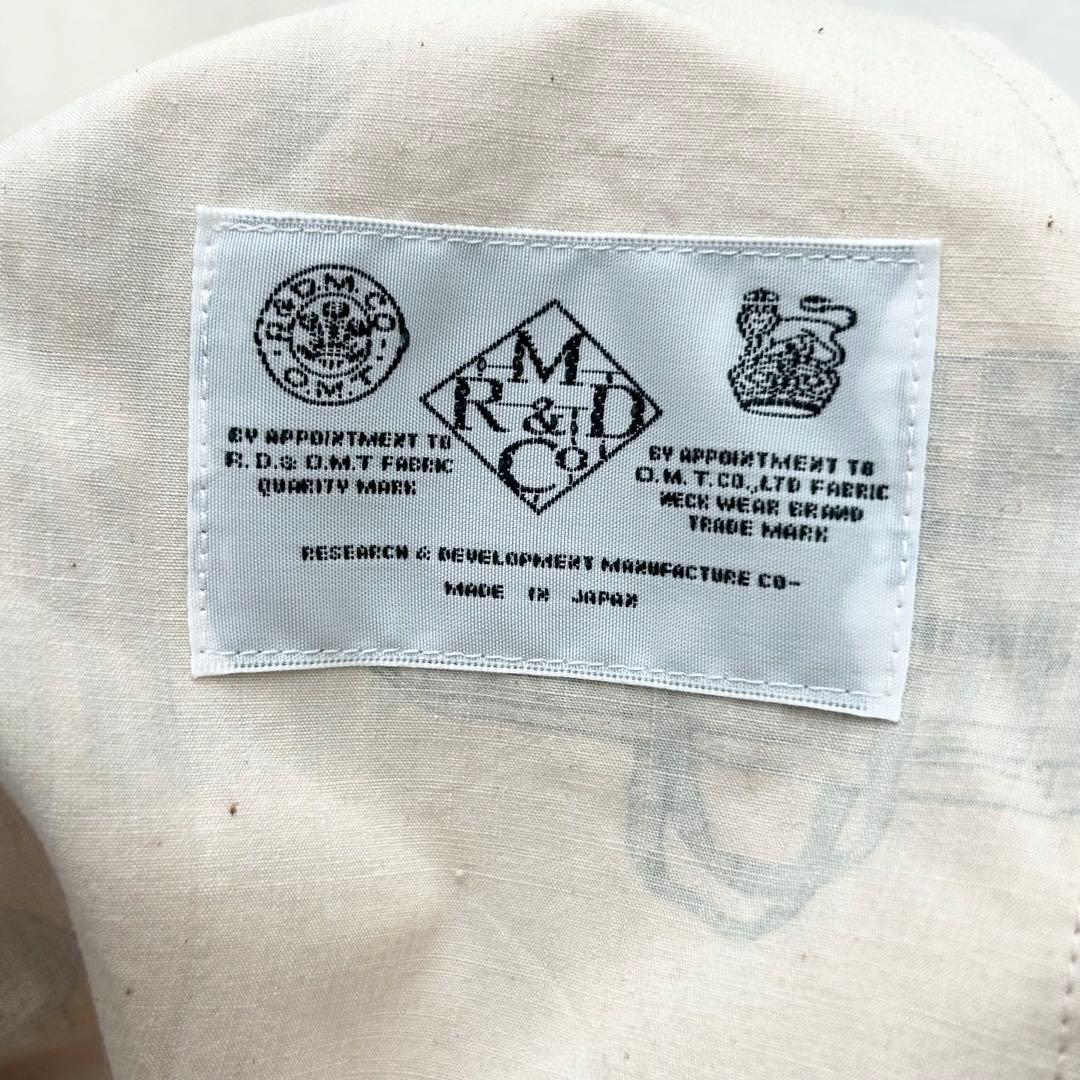 R&D.M.CO
O.M.T
M
R & D
Co
BY APPOINTMENT TO
R.D.& O.M.T FABRIC
QUARITY MARK
BY APPOINTMENT TO
O.M.T.CO.,LTD FABRIC
NECK WEAR BRAND
TRADE MARK
RESEARCH & DEVELOPMENT MANUFACTURE CO-
MADE IN JAPAN